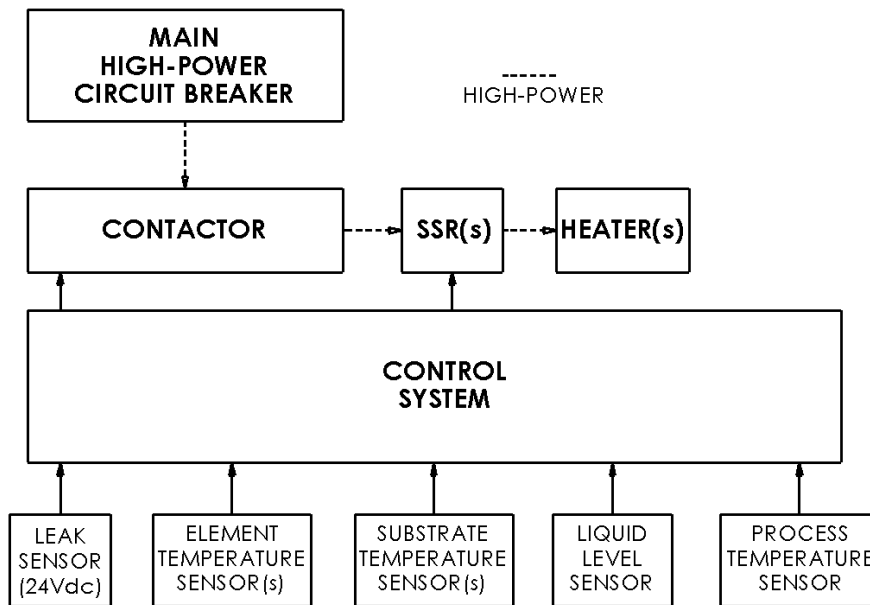 MAIN
HIGH-POWER
CIRCUIT BREAKER
HIGH-POWER
CONTACTOR
SSR(s)
HEATER(s)
CONTROL
SYSTEM
LEAK
SENSOR
(24Vdc)
ELEMENT
TEMPERATURE
SENSOR(s)
SUBSTRATE
TEMPERATURE
SENSOR(s)
LIQUID
LEVEL
SENSOR
PROCESS
TEMPERATURE
SENSOR